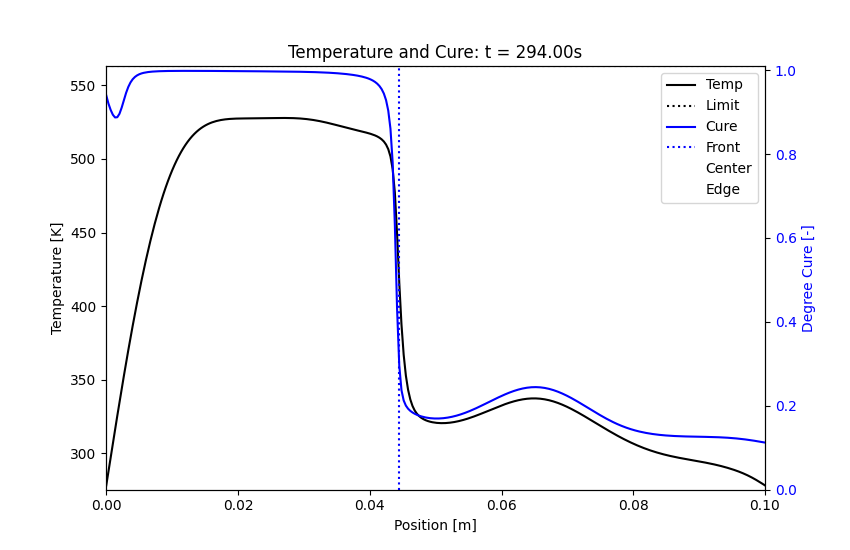 Temperature and Cure: t = 294.00s
Temperature [K]
550
500
450
400
350
300
Temp
Limit
Cure
Front
Center
Edge
1.0
0.8
0.6
0.4
0.2
0.0
Degree Cure [-]
0.00 0.02 0.04 0.06 0.08 0.10
Position [m]